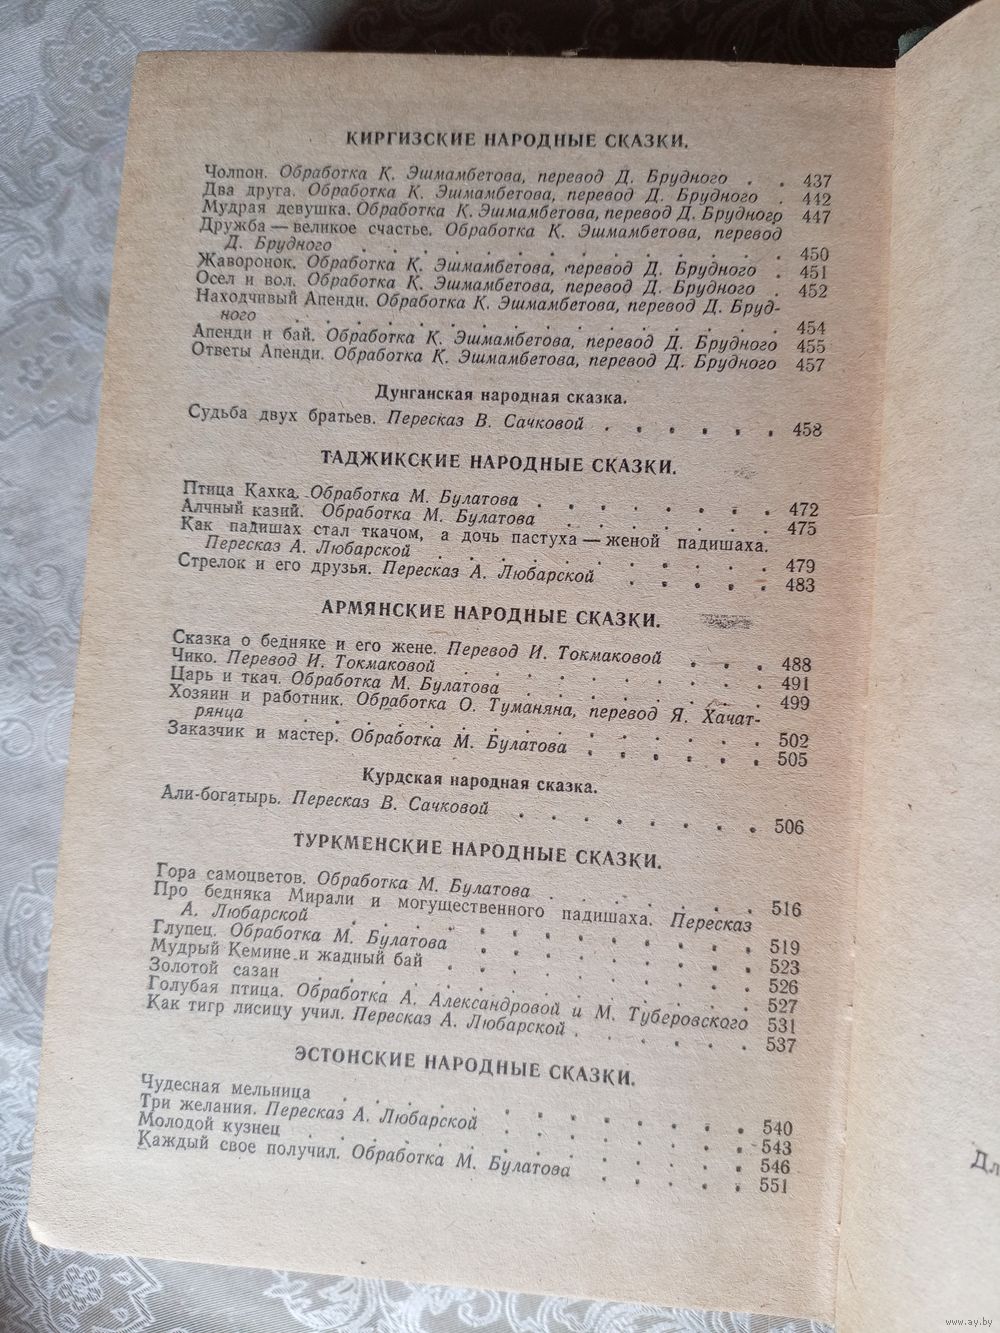 КИРГИЗСКИЕ НАРОДНЫЕ СКАЗКИ.
Чолпон. Обработка К. Эшмамбетова, перевод Д. Брудного . . 437
Два друга. Обработка К. Эшмамбетова, перевод Д. Брудного . 442
Мудрая девушка. Обработка К. Эшмамбетова, перевод Д. Брудного 447
Дружба — великое счастье. Обработка К. Эшмамбетова, перевод
Д. Брудного . . . . . . . . . . . . . . 450
Жаворонок. Обработка К. Эшмамбетова, перевод Д. Брудного . 451
Осел и вол. Обработка К. Эшмамбетова, перевод Д. Брудного . 452
Находчивый Апенди. Обработка К. Эшмамбетова, перевод Д. Бруд-
ного . . . . . . . . . . . . . . . . 454
Апенди и бай. Обработка К. Эшмамбетова, перевод Д. Брудного 455
Ответы Апенди. Обработка К. Эшмамбетова, перевод Д. Брудного 457
Дунганская народная сказка.
Судьба двух братьев. Пересказ В. Сачковой . . . . . . 458
ТАДЖИКСКИЕ НАРОДНЫЕ СКАЗКИ.
Птица Кахка. Обработка М. Булатова . . . . . . . . 472
Алчный казий. Обработка М. Булатова . . . . . . . 475
Как падишах стал ткачом, а дочь пастуха — женой падишаха.
Пересказ А. Любарской . . . . . . . . . . . 479
Стрелок и его друзья. Пересказ А. Любарской . . . . . 483
АРМЯНСКИЕ НАРОДНЫЕ СКАЗКИ.
Сказка о бедняке и его жене. Перевод И. Токмаковой . . . 488
Чико. Перевод И. Токмаковой . . . . . . . . . . 491
Царь и ткач. Обработка М. Булатова . . . . . . . . 499
Хозяин и работник. Обработка О. Туманяна, перевод Я. Хачат-
рянца . . . . . . . . . . . . . . . . 502
Заказчик и мастер. Обработка М. Булатова . . . . . . 505
Курдская народная сказка.
Али-богатырь. Пересказ В. Сачковой . . . . . . . . 506
ТУРКМЕНСКИЕ НАРОДНЫЕ СКАЗКИ.
Гора самоцветов. Обработка М. Булатова . . . . . . . 516
Про бедняка Мирали и могущественного падишаха. Пересказ
А. Любарской . . . . . . . . . . . . . 519
Глупец. Обработка М. Булатова . . . . . . . . . 523
Мудрый Кемине и жадный бай . . . . . . . . . . 526
Золотой сазан . . . . . . . . . . . . . . 527
Голубая птица. Обработка А. Александровой и М. Туберовского 531
Как тигр лисицу учил. Пересказ А. Любарской . . . . . . 537
ЭСТОНСКИЕ НАРОДНЫЕ СКАЗКИ.
Чудесная мельница . . . . . . . . . . . . . 540
Три желания. Пересказ А. Любарской . . . . . . . . 543
Молодой кузнец . . . . . . . . . . . . . . 546
Каждый свое получил. Обработка М. Булатова . . . . . 551
Дл
www.ay.by